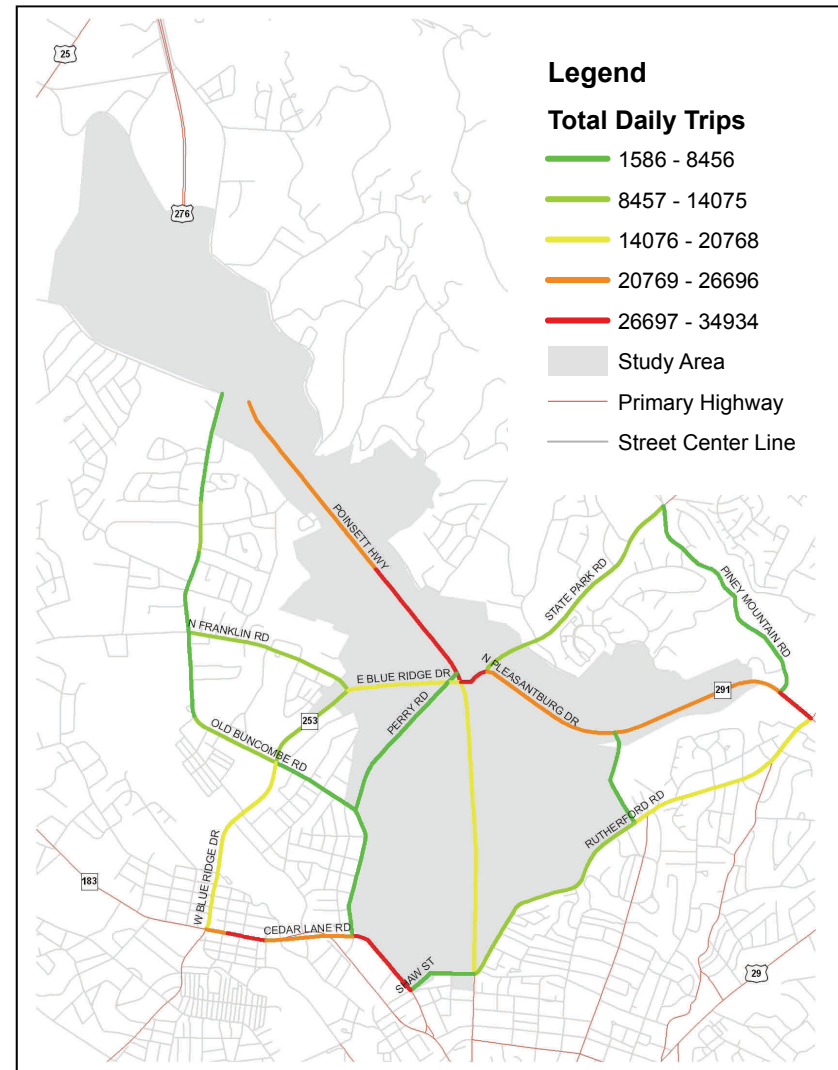 25
276
Legend
Total Daily Trips
1586 - 8456
8457 - 14075
14076 - 20768
20769 - 26696
26697 - 34934
Study Area
Primary Highway
Street Center Line
POINSETT HWY
STATE PARK RD
PINEY MOUNTAIN RD
N FRANKLIN RD
E BLUE RIDGE DR
N PLEASANTBURG DR
291
PERRY RD
253
OLD BUNCOMBE RD
RUTHERFORD RD
183
W BLUE RIDGE DR
CEDAR LANE RD
SHAW ST
29